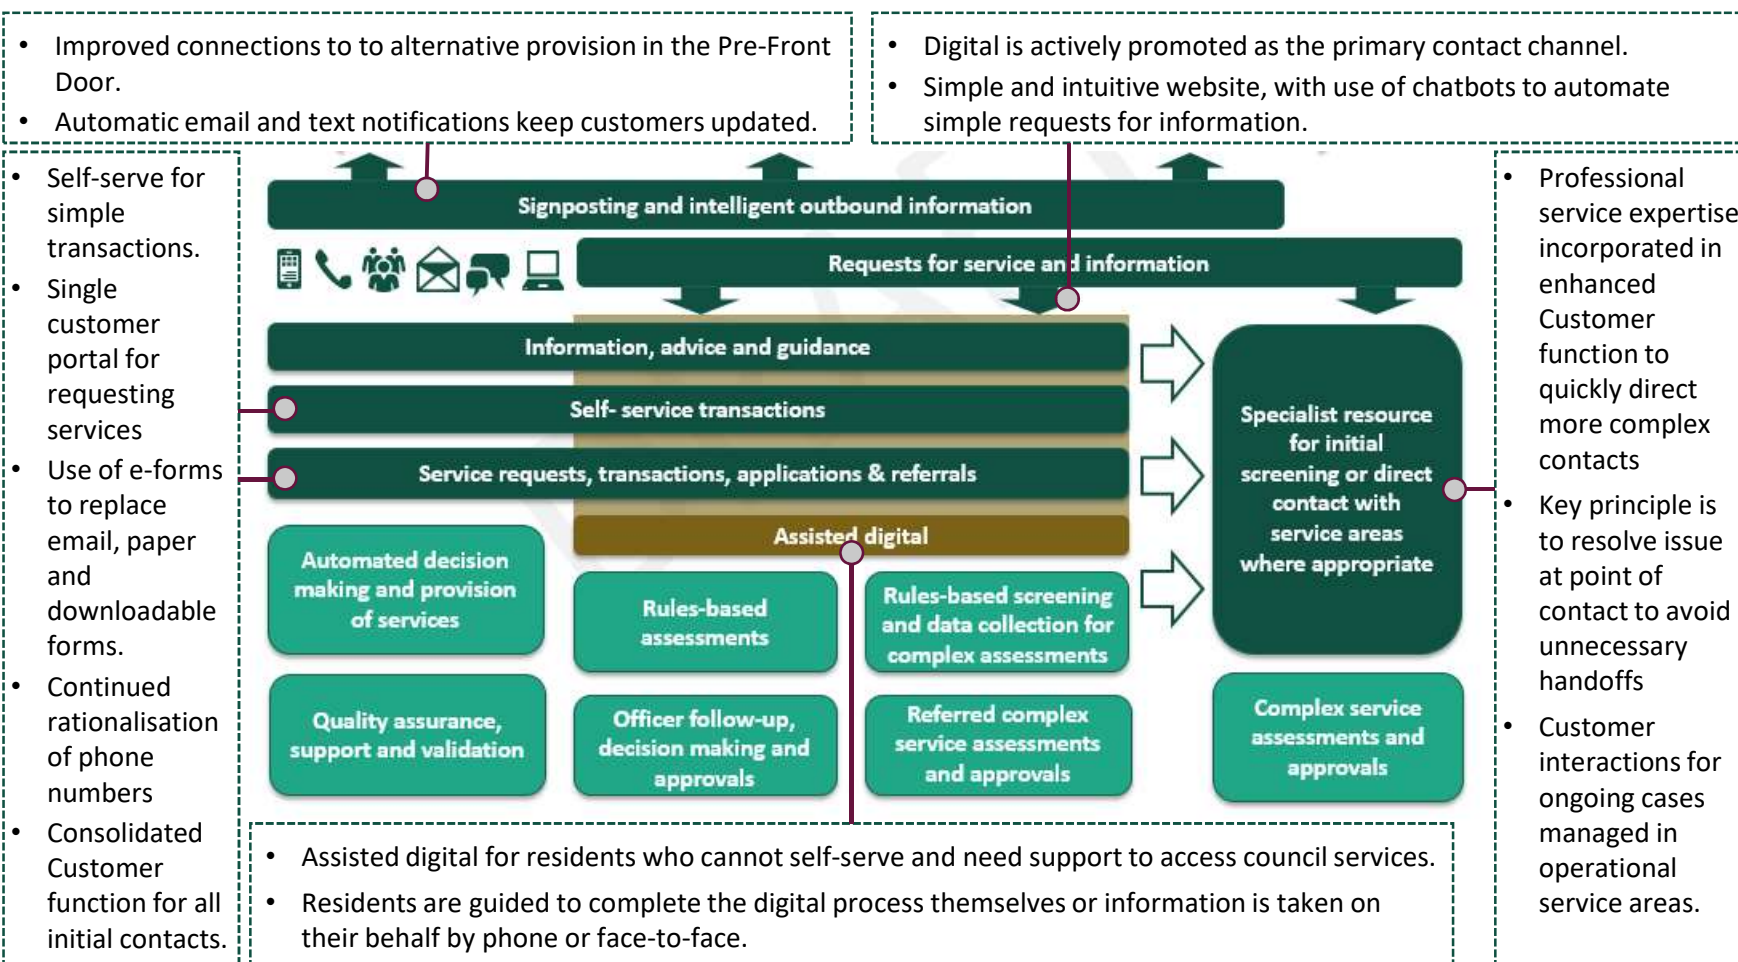 • Improved connections to to alternative provision in the Pre-Front
Door.
• Automatic email and text notifications keep customers updated.
• Digital is actively promoted as the primary contact channel.
• Simple and intuitive website, with use of chatbots to automate
simple requests for information.
• Self-serve for
simple
transactions.
• Single
customer
portal for
requesting
services
• Use of e-forms
to replace
email, paper
and
downloadable
forms.
• Continued
rationalisation
of phone
numbers
• Consolidated
Customer
function for all
initial contacts.
Signposting and intelligent outbound information
Requests for service and information
Information, advice and guidance
Self- service transactions
Service requests, transactions, applications & referrals
Assisted digital
Automated decision
making and provision
of services
Rules-based
assessments
Rules-based screening
and data collection for
complex assessments
Quality assurance,
support and validation
Officer follow-up,
decision making and
approvals
Referred complex
service assessments
and approvals
Specialist resource
for initial
screening or direct
contact with
service areas
where appropriate
Complex service
assessments and
approvals
• Professional
service expertise
incorporated in
enhanced
Customer
function to
quickly direct
more complex
contacts
• Key principle is
to resolve issue
at point of
contact to avoid
unnecessary
handoffs
• Customer
interactions for
ongoing cases
managed in
operational
service areas.
• Assisted digital for residents who cannot self-serve and need support to access council services.
• Residents are guided to complete the digital process themselves or information is taken on
their behalf by phone or face-to-face.